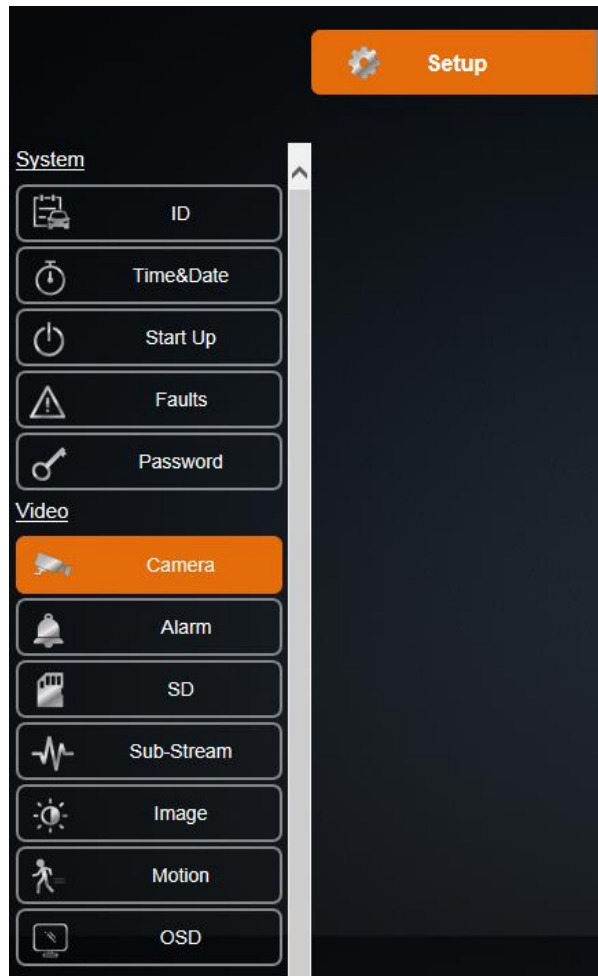 Setup
System
ID
Time&Date
Start Up
Faults
Password
Video
Camera
Alarm
SD
Sub-Stream
Image
Motion
OSD